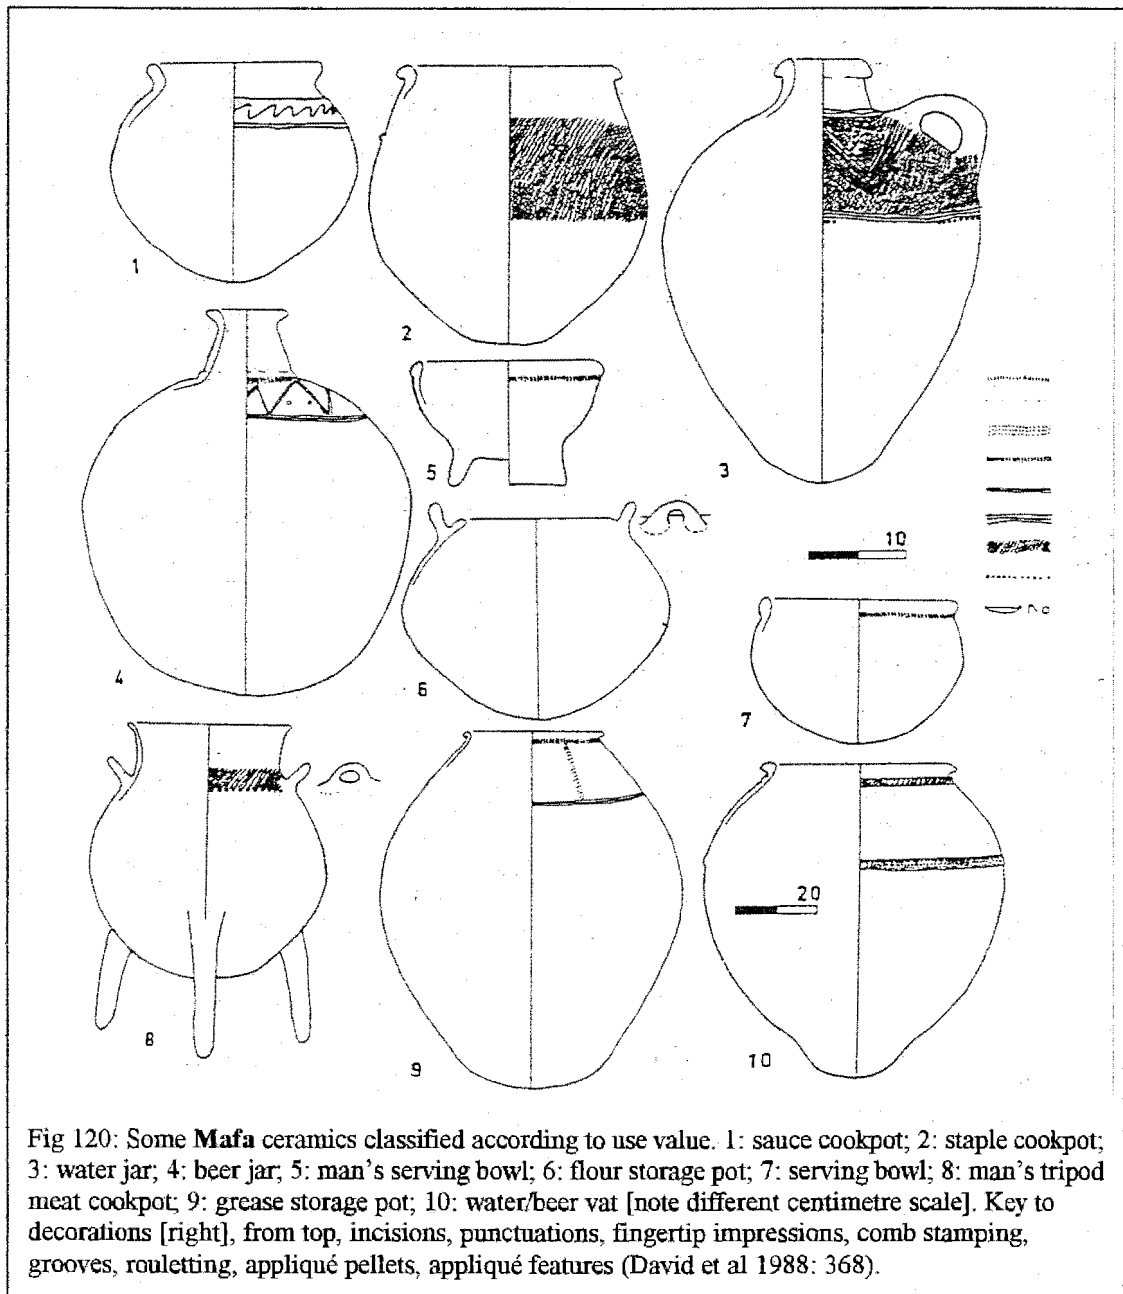 1
2
3
4
5
10
6
7
8
9
20
10
Fig 120: Some Mafa ceramics classified according to use value. 1: sauce cookpot; 2: staple cookpot;
3: water jar; 4: beer jar; 5: man's serving bowl; 6: flour storage pot; 7: serving bowl; 8: man's tripod
meat cookpot; 9: grease storage pot; 10: water/beer vat [note different centimetre scale]. Key to
decorations [right], from top, incisions, punctuations, fingertip impressions, comb stamping,
grooves, rouletting, appliqué pellets, appliqué features (David et al 1988: 368).